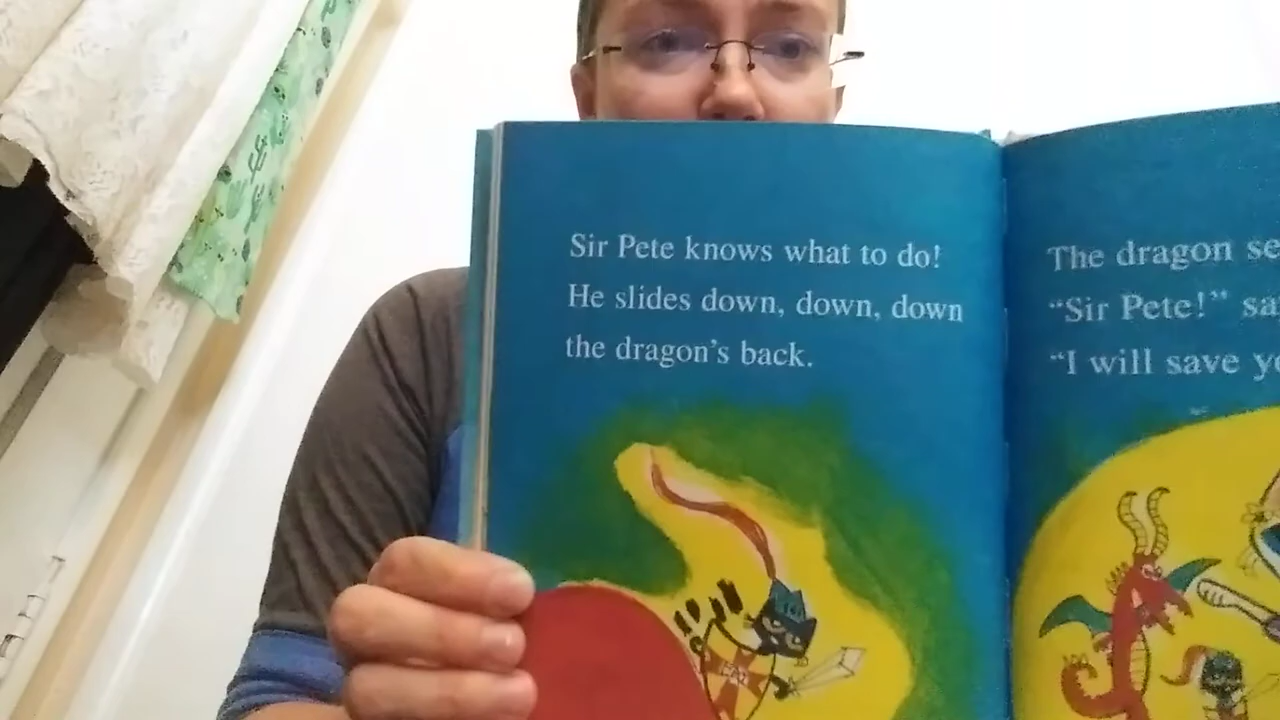 Sir Pete knows what to do!
He slides down, down, down
the dragon's back.
The dragon
“Sir Pete!”
“I will save